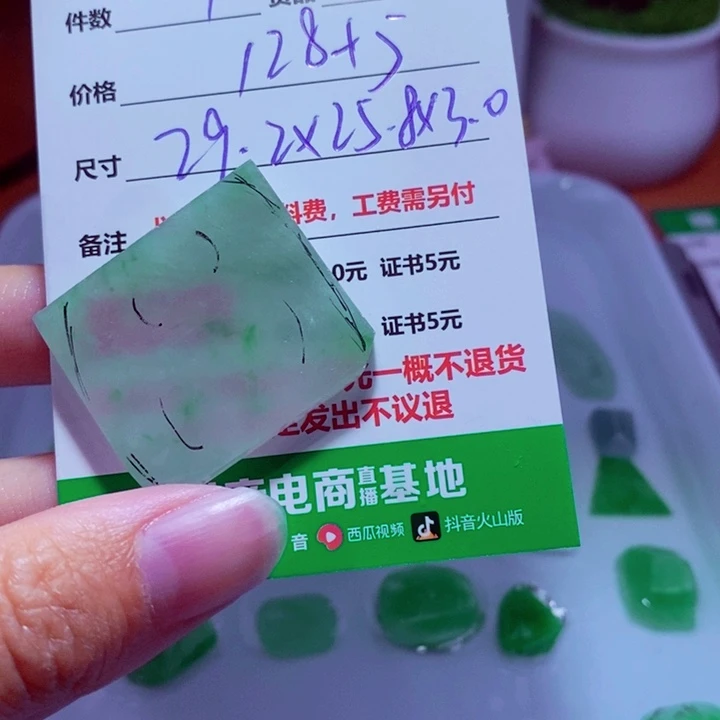 件数
价格 128+5
尺寸 29.2×25.8×3.0
备注
料费，工费需另付
0元 证书5元
证书5元
一概不退货
发出不议退
电商直播基地
音 西瓜视频 抖音火山版